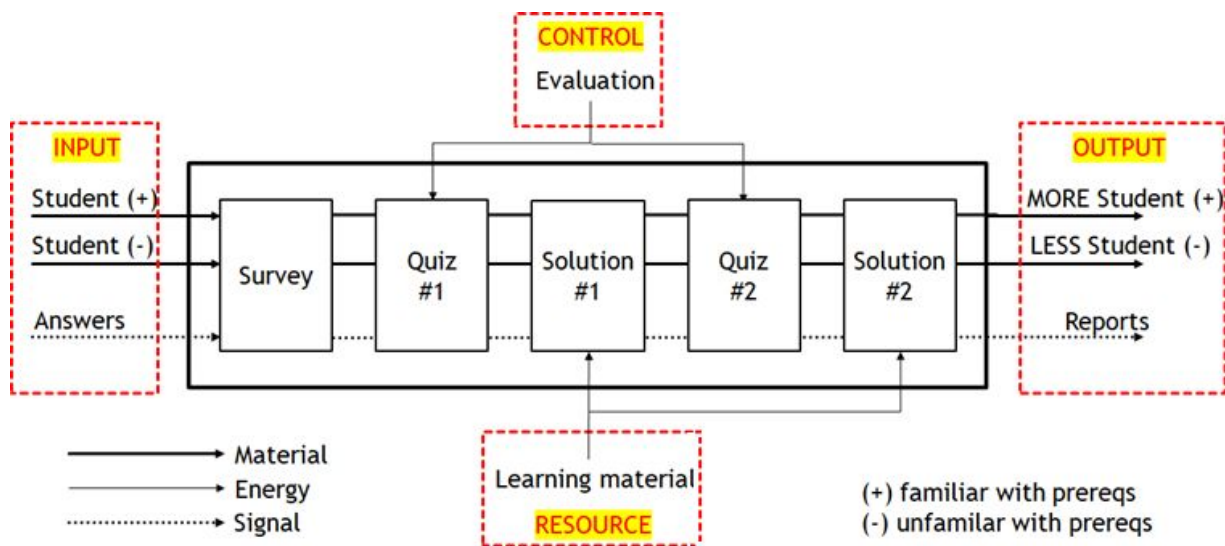 CONTROL
Evaluation
INPUT
OUTPUT
Student (+)
MORE Student (+)
Student (-)
LESS Student (-)
Survey
Quiz
#1
Solution
#1
Quiz
#2
Solution
#2
Answers
Reports
Material
Energy
Signal
Learning material
RESOURCE
(+) familiar with prereqs
(-) unfamilar with prereqs